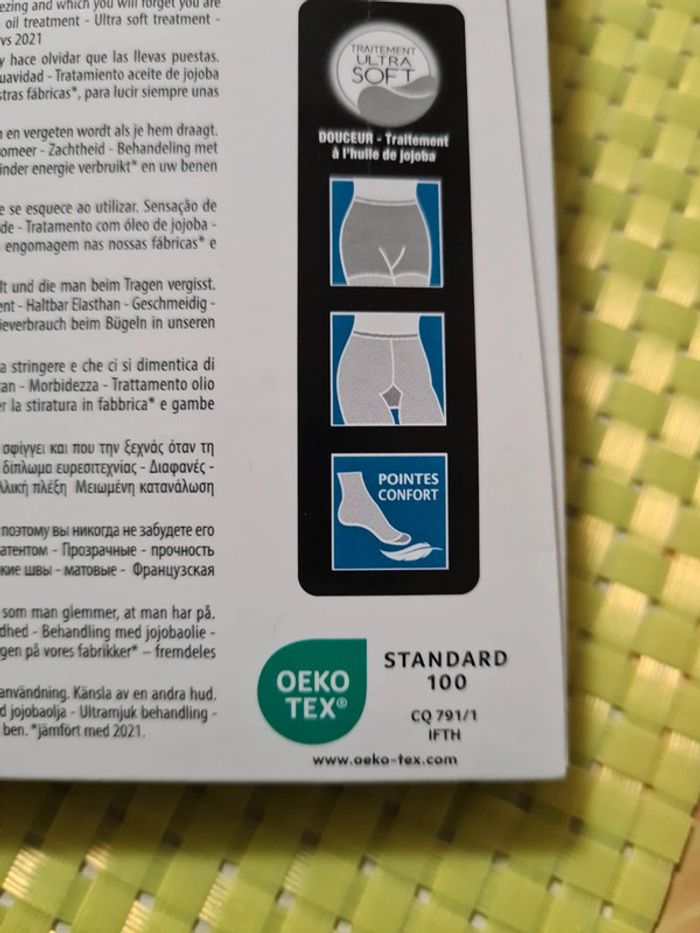 ezing and which you will forget you are
oil treatment - Ultra soft treatment -
vs 2021
y hace olvidar que las llevas puestas.
uavidad - Tratamiento aceite de jojoba
stras fábricas*, para lucir siempre unas
n en vergeten wordt als je hem draagt.
omeer - Zachtheid - Behandeling met
inder energie verbruikt* en uw benen
e se esquece ao utilizar. Sensação de
de - Tratamento com óleo de jojoba -
engomagem nas nossas fábricas* e
lt und die man beim Tragen vergisst.
ent - Haltbar Elasthan - Geschmeidig -
ieverbrauch beim Bügeln in unseren
a stringere e che ci si dimentica di
tan - Morbidezza - Trattamento olio
er la stiratura in fabbrica* e gambe
σφίγγει και που την ξεχνάς όταν τη
δίπλωμα ευρεσιτεχνίας - Διαφανές -
λλική πλέξη Μειωμένη κατανάλωση
поэтому вы никогда не забудете его
атентом - Прозрачные - прочность
кие швы - матовые - Французская
som man glemmer, at man har på.
dhed - Behandling med jojobaolie -
gen på vores fabrikker* – fremdeles
användning. Känsla av en andra hud.
d jojobaolja - Ultramjuk behandling -
ben. *jämfört med 2021.
TRAITEMENT
ULTRA
SOFT
DOUCEUR - Traitement
à l'huile de jojoba
POINTES
CONFORT
OEKO
TEX®
STANDARD
100
CQ 791/1
IFTH
www.oeko-tex.com